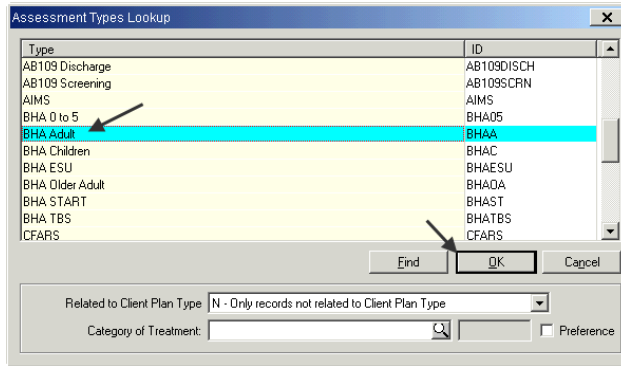 Assessment Types Lookup
Type ID
AB109 Discharge AB109DISCH
AB109 Screening AB109SCRN
AIMS AIMS
BHA 0 to 5 BHA05
BHA Adult BHAA
BHA Children BHAC
BHA ESU BHAESU
BHA Older Adult BHAOA
BHA START BHAST
BHA TBS BHATBS
CFARS CFARS
Find OK Cancel
Related to Client Plan Type N - Only records not related to Client Plan Type
Category of Treatment: Preference